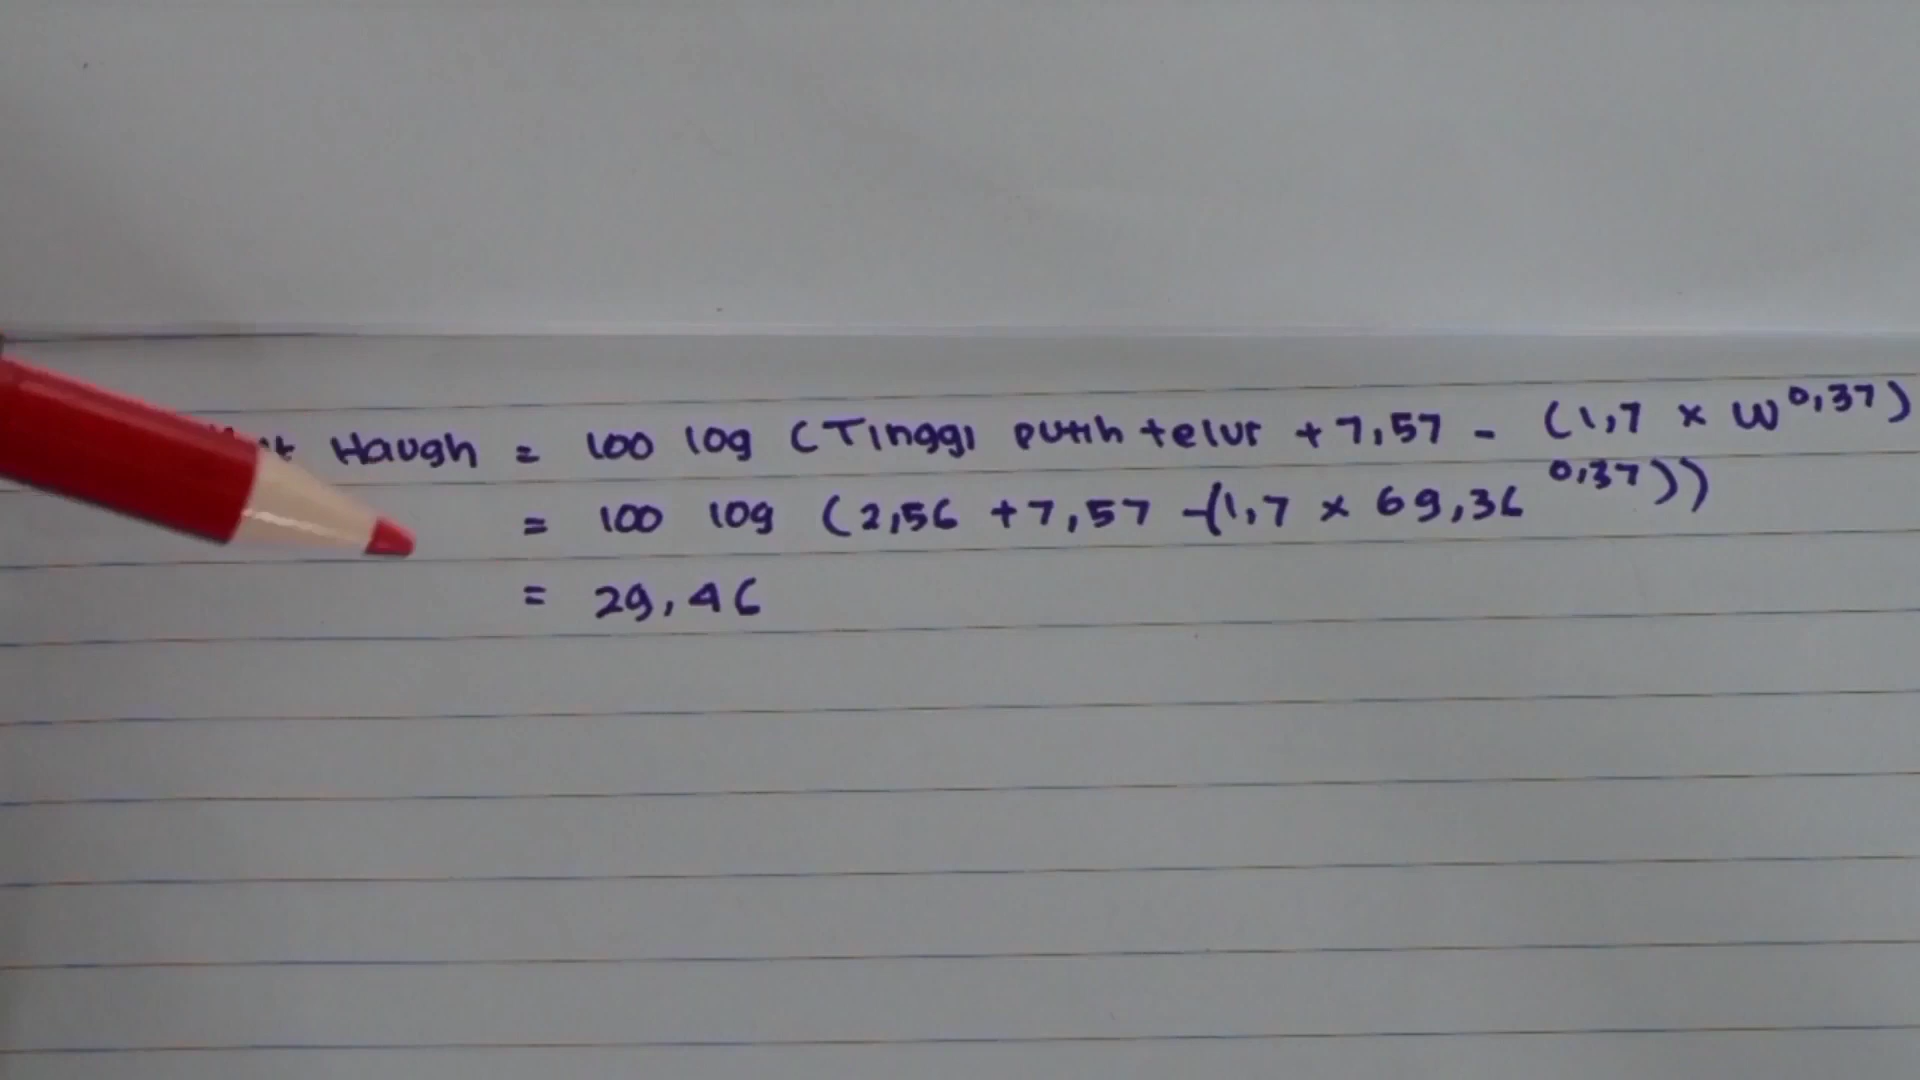 Haugh = 100 log (Tinggi putih telur + 7,57 - (1,7 x W^0,37)
= 100 log (2,56 + 7,57 -(1,7 x 69,36^0,37))
= 29,46